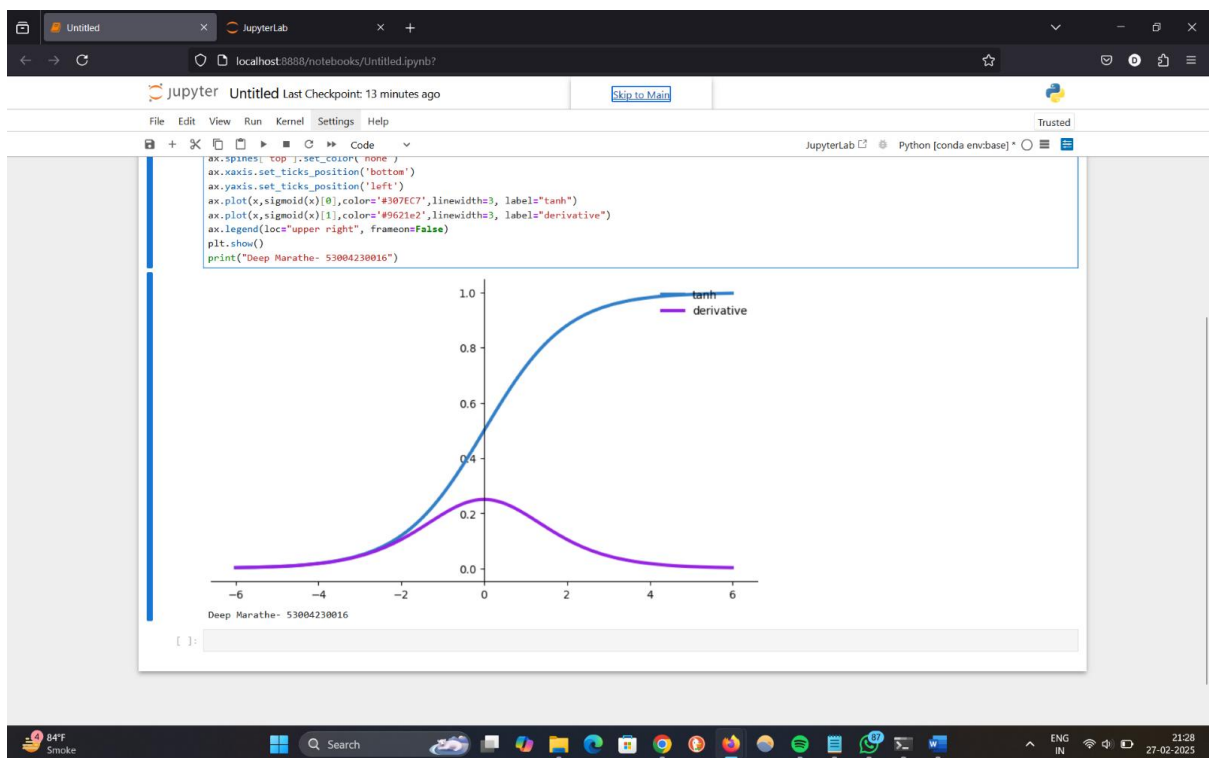 Untitled
JupyterLab
localhost:8888/notebooks/Untitled.ipynb?
jupyter Untitled Last Checkpoint: 13 minutes ago
Skip to Main
File Edit View Run Kernel Settings Help
Trusted
Code
JupyterLab
Python [conda env:base] *
ax.spines['top'].set_color('none')
ax.xaxis.set_ticks_position('bottom')
ax.yaxis.set_ticks_position('left')
ax.plot(x,sigmoid(x)[0],color='#307EC7',linewidth=3, label="tanh")
ax.plot(x,sigmoid(x)[1],color='#9621e2',linewidth=3, label="derivative")
ax.legend(loc="upper right", frameon=False)
plt.show()
print("Deep Marathe- 53004230016")
1.0
tanh
derivative
0.8
0.6
0.4
0.2
0.0
−6 −4 −2 0 2 4 6
Deep Marathe- 53004230016
[ ]:
4
84°F
Smoke
Search
87
ENG
IN
21:28
27-02-2025